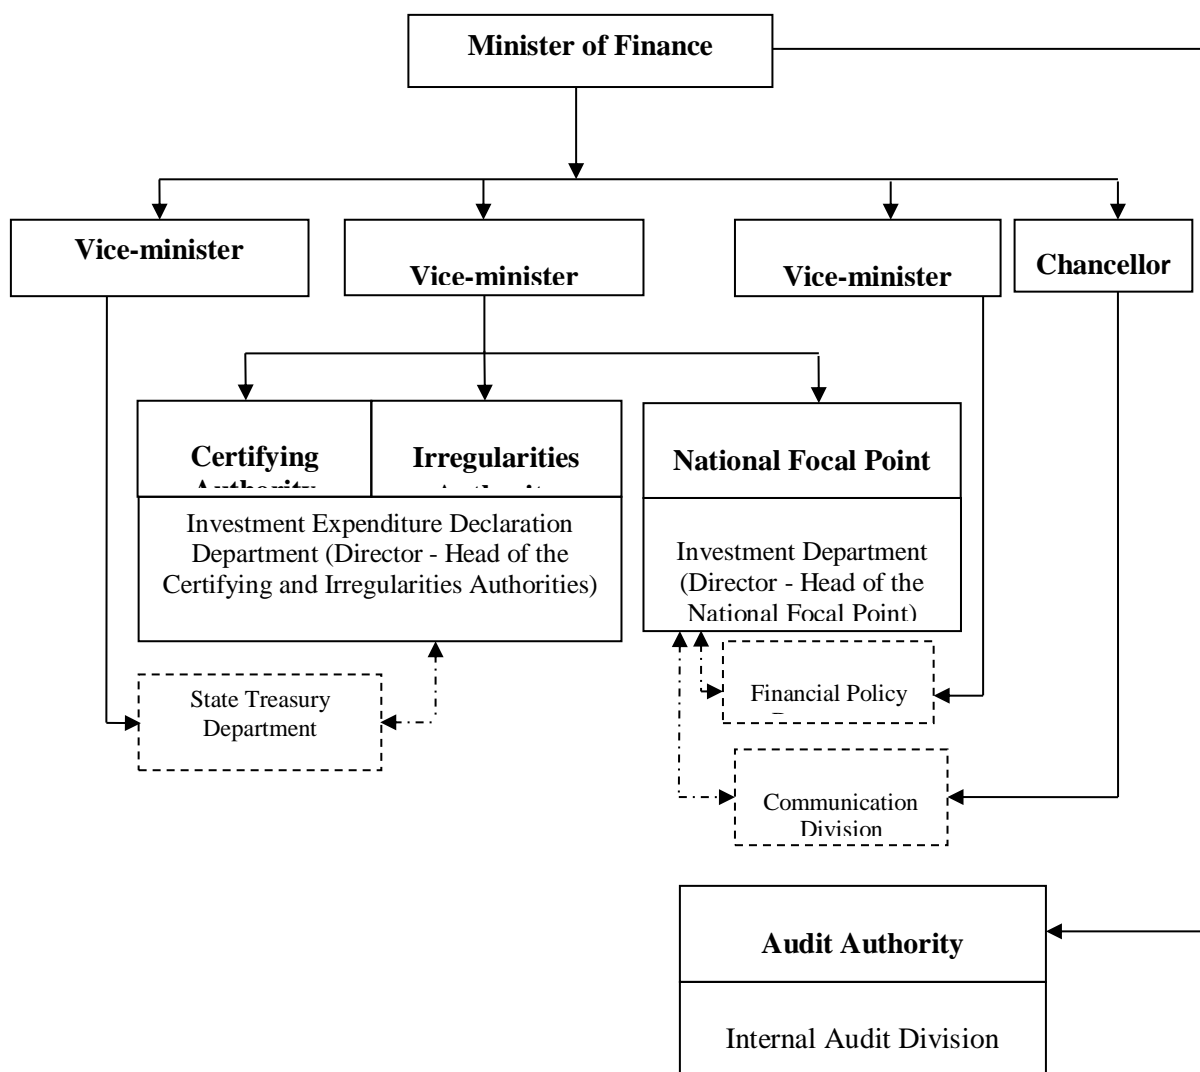 Minister of Finance
Vice-minister
Vice-minister
Vice-minister
Chancellor
Certifying
Authority
Irregularities
Authority
National Focal Point
Investment Expenditure Declaration
Department (Director - Head of the
Certifying and Irregularities Authorities)
Investment Department
(Director - Head of the
National Focal Point)
State Treasury
Department
Financial Policy
Communication
Division
Audit Authority
Internal Audit Division